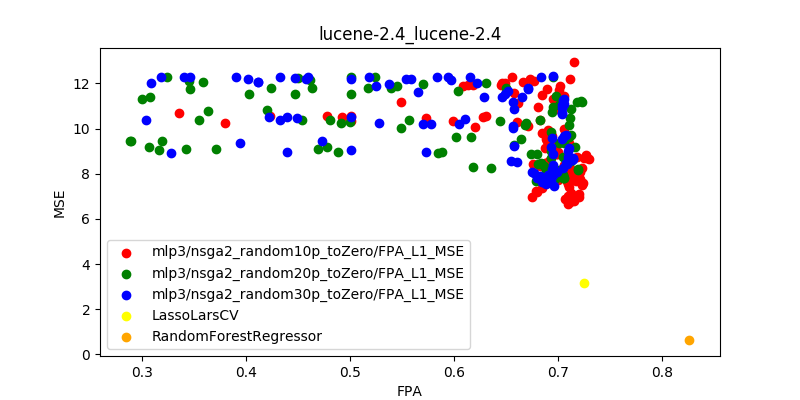 lucene-2.4_lucene-2.4
MSE
12
10
8
6
4
2
0
mlp3/nsga2_random10p_toZero/FPA_L1_MSE
mlp3/nsga2_random20p_toZero/FPA_L1_MSE
mlp3/nsga2_random30p_toZero/FPA_L1_MSE
LassoLarsCV
RandomForestRegressor
0.3 0.4 0.5 0.6 0.7 0.8
FPA